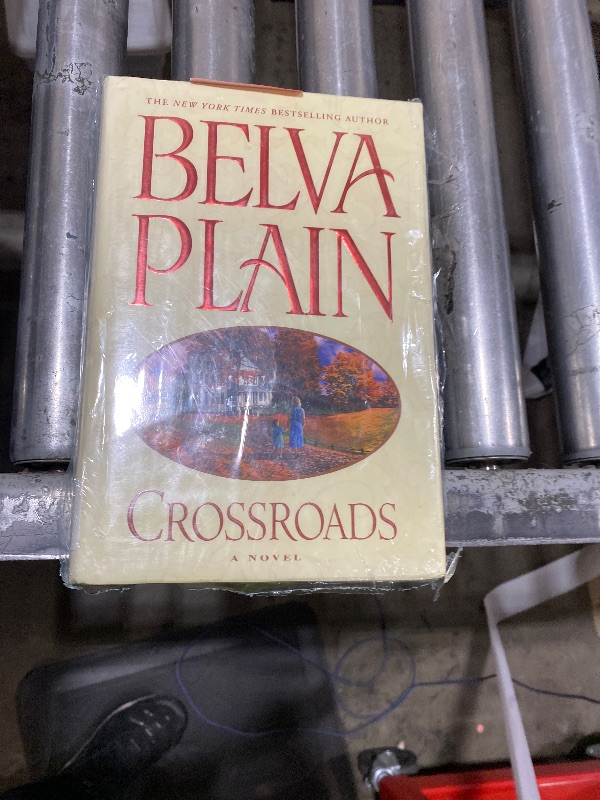 THE NEW YORK TIMES BESTSELLING AUTHOR
BELVA
PLAIN
CROSSROADS
A NOVEL